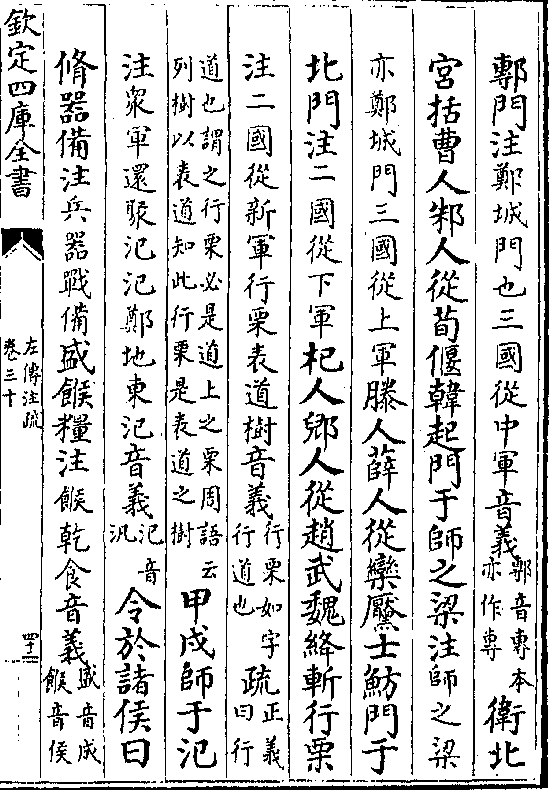 鄟門注鄭城門也三國從中軍音義鄟音專本
亦作專
衛北
宮括曹人邾人從荀偃韓起門于師之梁注師之梁
亦鄭城門三國從上軍滕人薛人從欒黶士魴門于
北門注二國從下軍杞人郳人從趙武魏絳斬行栗
注二國從新軍行栗表道樹音義行栗如字
行道也
疏正義
曰行
道也謂之行栗必是道上之栗周語云
列樹以表道知此行栗是表道之樹
甲戌師于氾
注衆軍還聚氾氾鄭地東氾音義氾音
汎
令於諸侯曰
脩器備注兵器戰備盛餱糧注餱乾食音義盛音成
餱音侯
欽定四庫全書
左傳注疏
卷三十
四十二